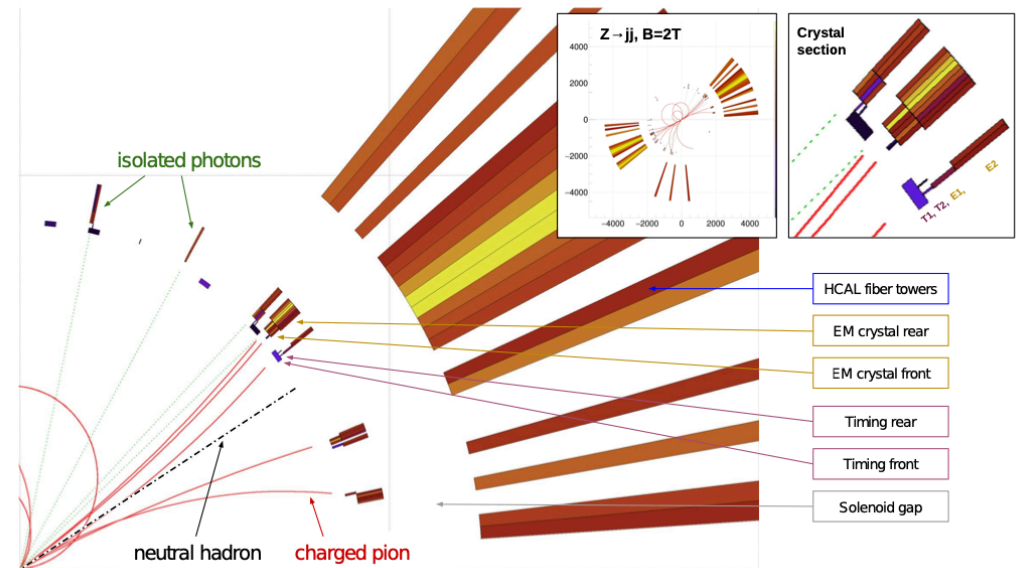 Z→jj, B=2T
4000
2000
0
−2000
−4000
−4000
−2000
0
2000
4000
Crystal
section
T1, T2, E1,
E2
isolated photons
HCAL fiber towers
EM crystal rear
EM crystal front
Timing rear
Timing front
Solenoid gap
neutral hadron
charged pion